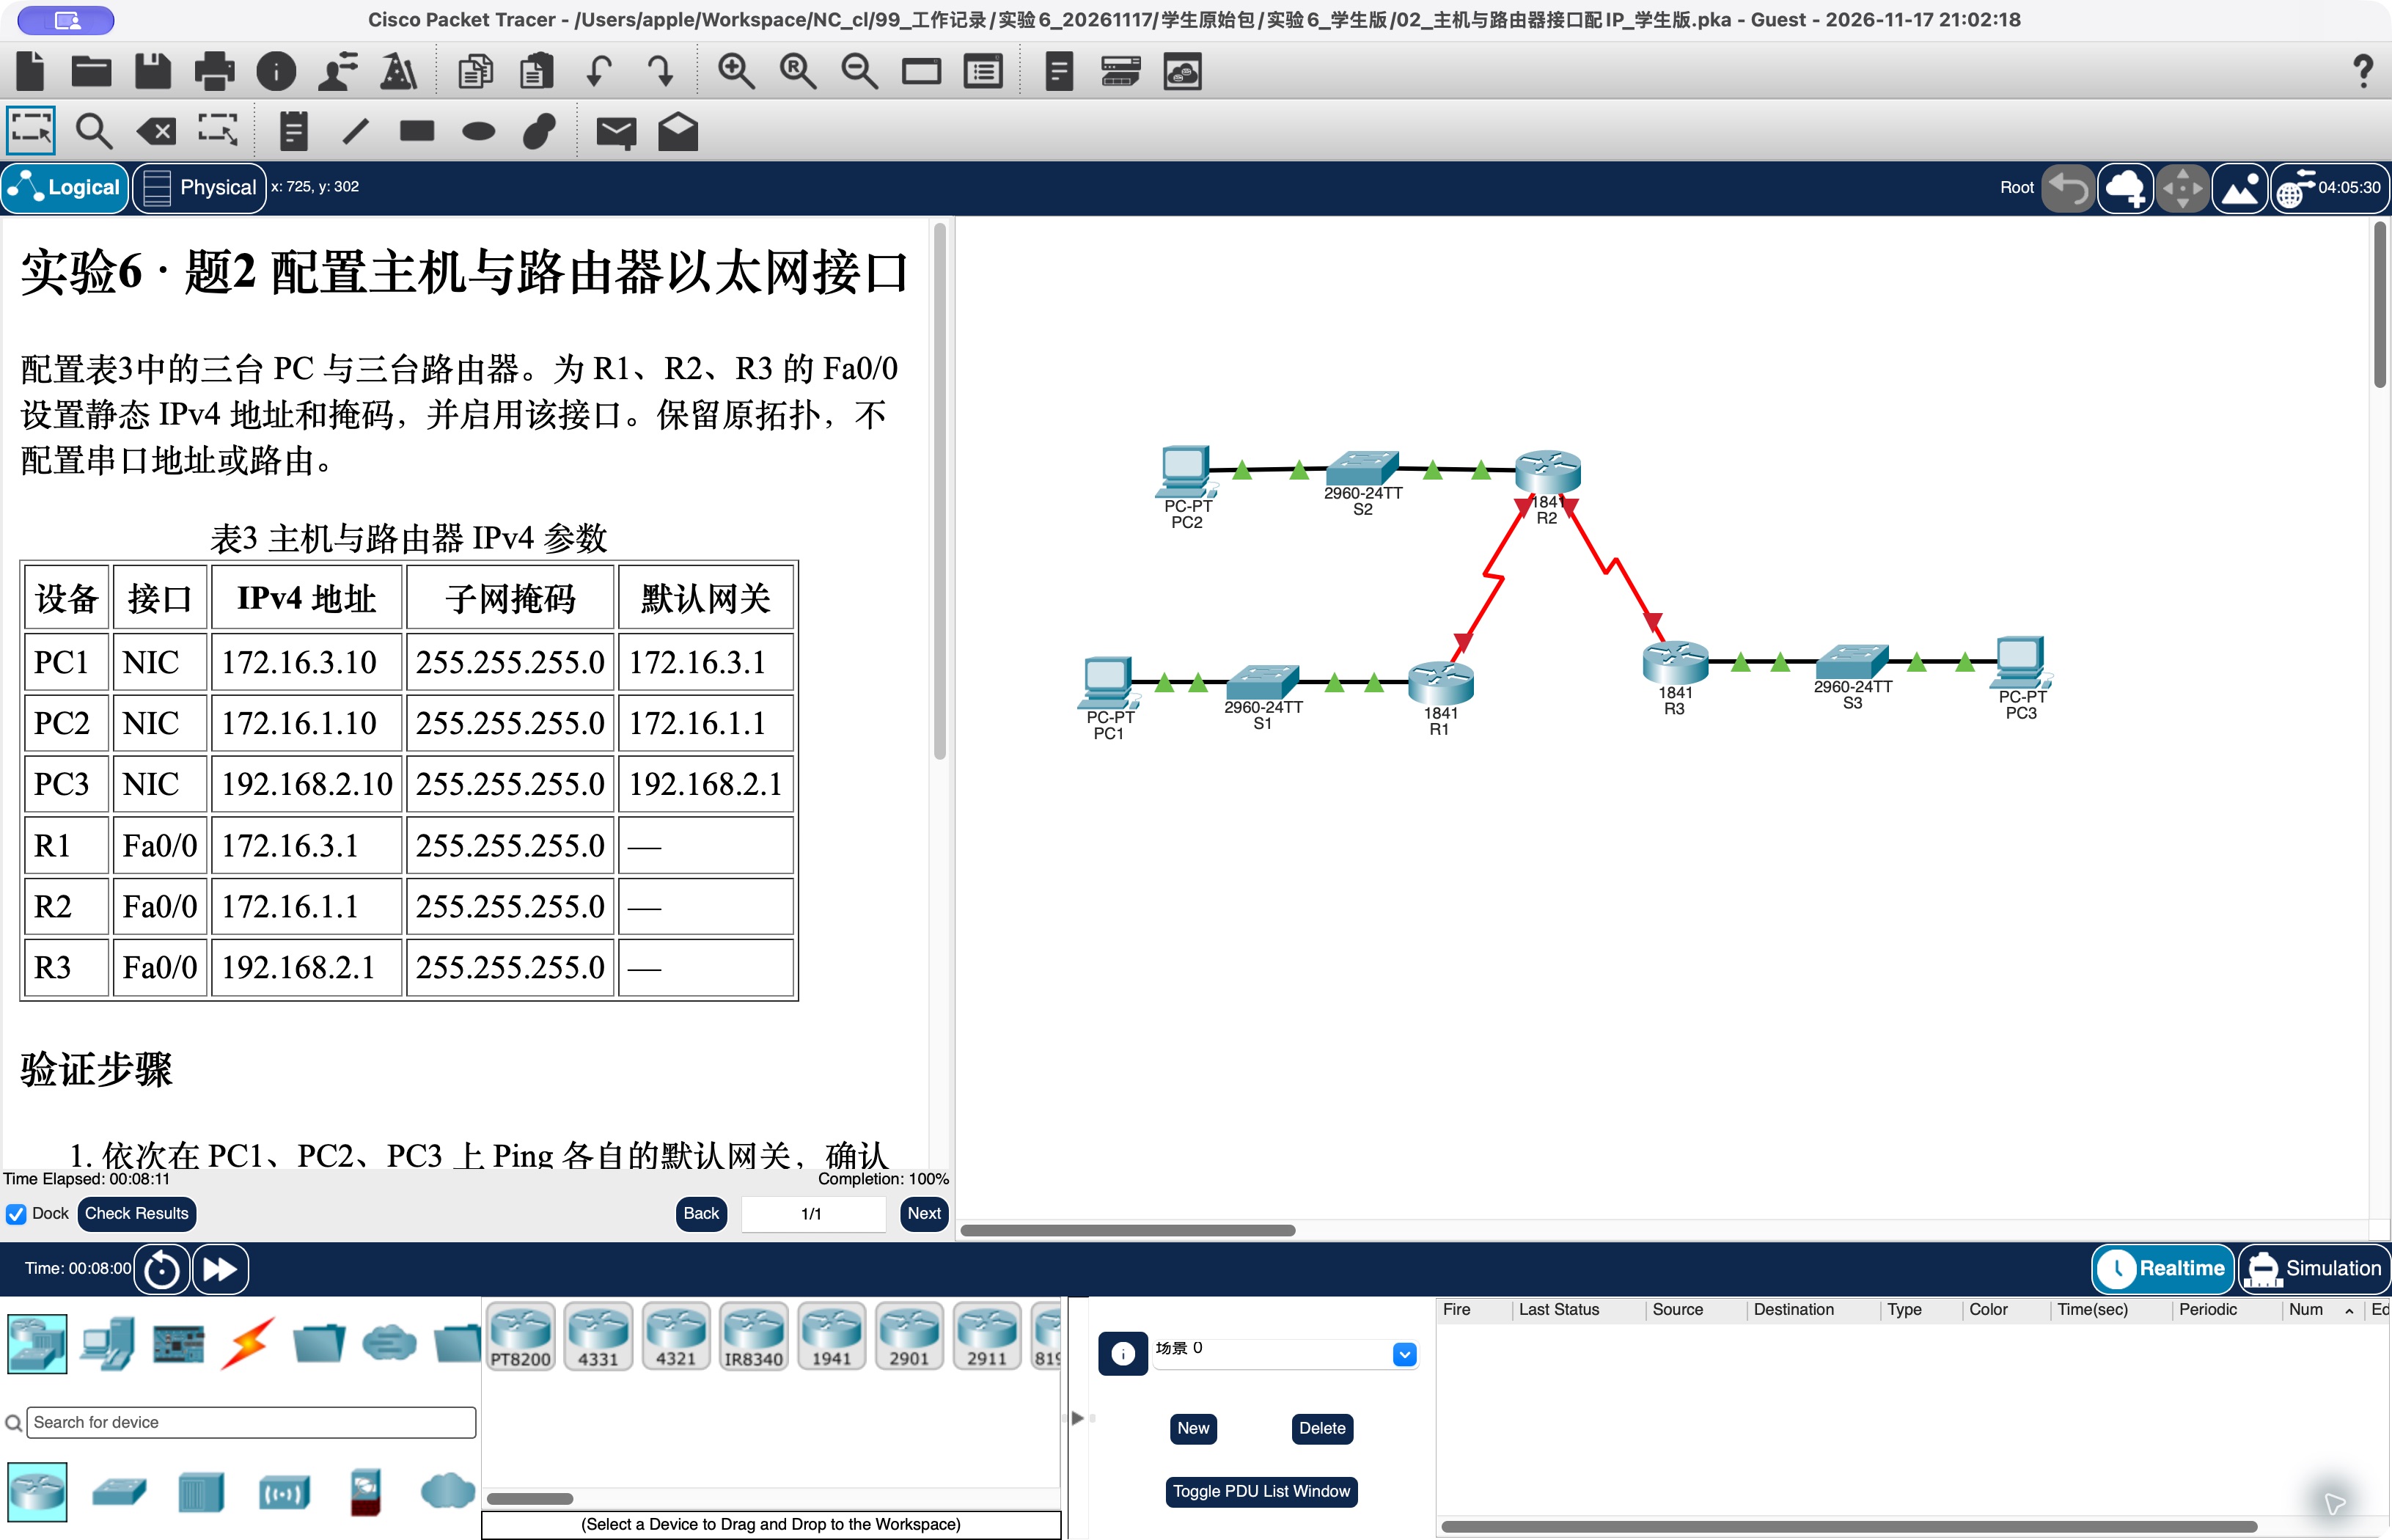 Cisco Packet Tracer - /Users/apple/Workspace/NC_cl/99_工作记录/实验6_20261117/学生原始包/实验6_学生版/02_主机与路由器接口配IP_学生版.pka - Guest - 2026-11-17 21:02:18
Logical
Physical
x: 725, y: 302
Root
04:05:30
实验6 · 题2 配置主机与路由器以太网接口
配置表3中的三台 PC 与三台路由器。为 R1、R2、R3 的 Fa0/0
设置静态 IPv4 地址和掩码，并启用该接口。保留原拓扑，不
配置串口地址或路由。
表3 主机与路由器 IPv4 参数
设备 接口 IPv4 地址 子网掩码 默认网关
PC1 NIC 172.16.3.10 255.255.255.0 172.16.3.1
PC2 NIC 172.16.1.10 255.255.255.0 172.16.1.1
PC3 NIC 192.168.2.10 255.255.255.0 192.168.2.1
R1 Fa0/0 172.16.3.1 255.255.255.0 —
R2 Fa0/0 172.16.1.1 255.255.255.0 —
R3 Fa0/0 192.168.2.1 255.255.255.0 —
验证步骤
1. 依次在 PC1、PC2、PC3 上 Ping 各自的默认网关，确认
Time Elapsed: 00:08:11
Completion: 100%
Dock
Check Results
Back
1/1
Next
PC-PT
PC2
2960-24TT
S2
1841
R2
PC-PT
PC1
2960-24TT
S1
1841
R1
1841
R3
2960-24TT
S3
PC-PT
PC3
Time: 00:08:00
Realtime
Simulation
PT8200
4331
4321
IR8340
1941
2901
2911
819
Search for device
(Select a Device to Drag and Drop to the Workspace)
场景 0
New
Delete
Toggle PDU List Window
Fire Last Status Source Destination Type Color Time(sec) Periodic Num Ed